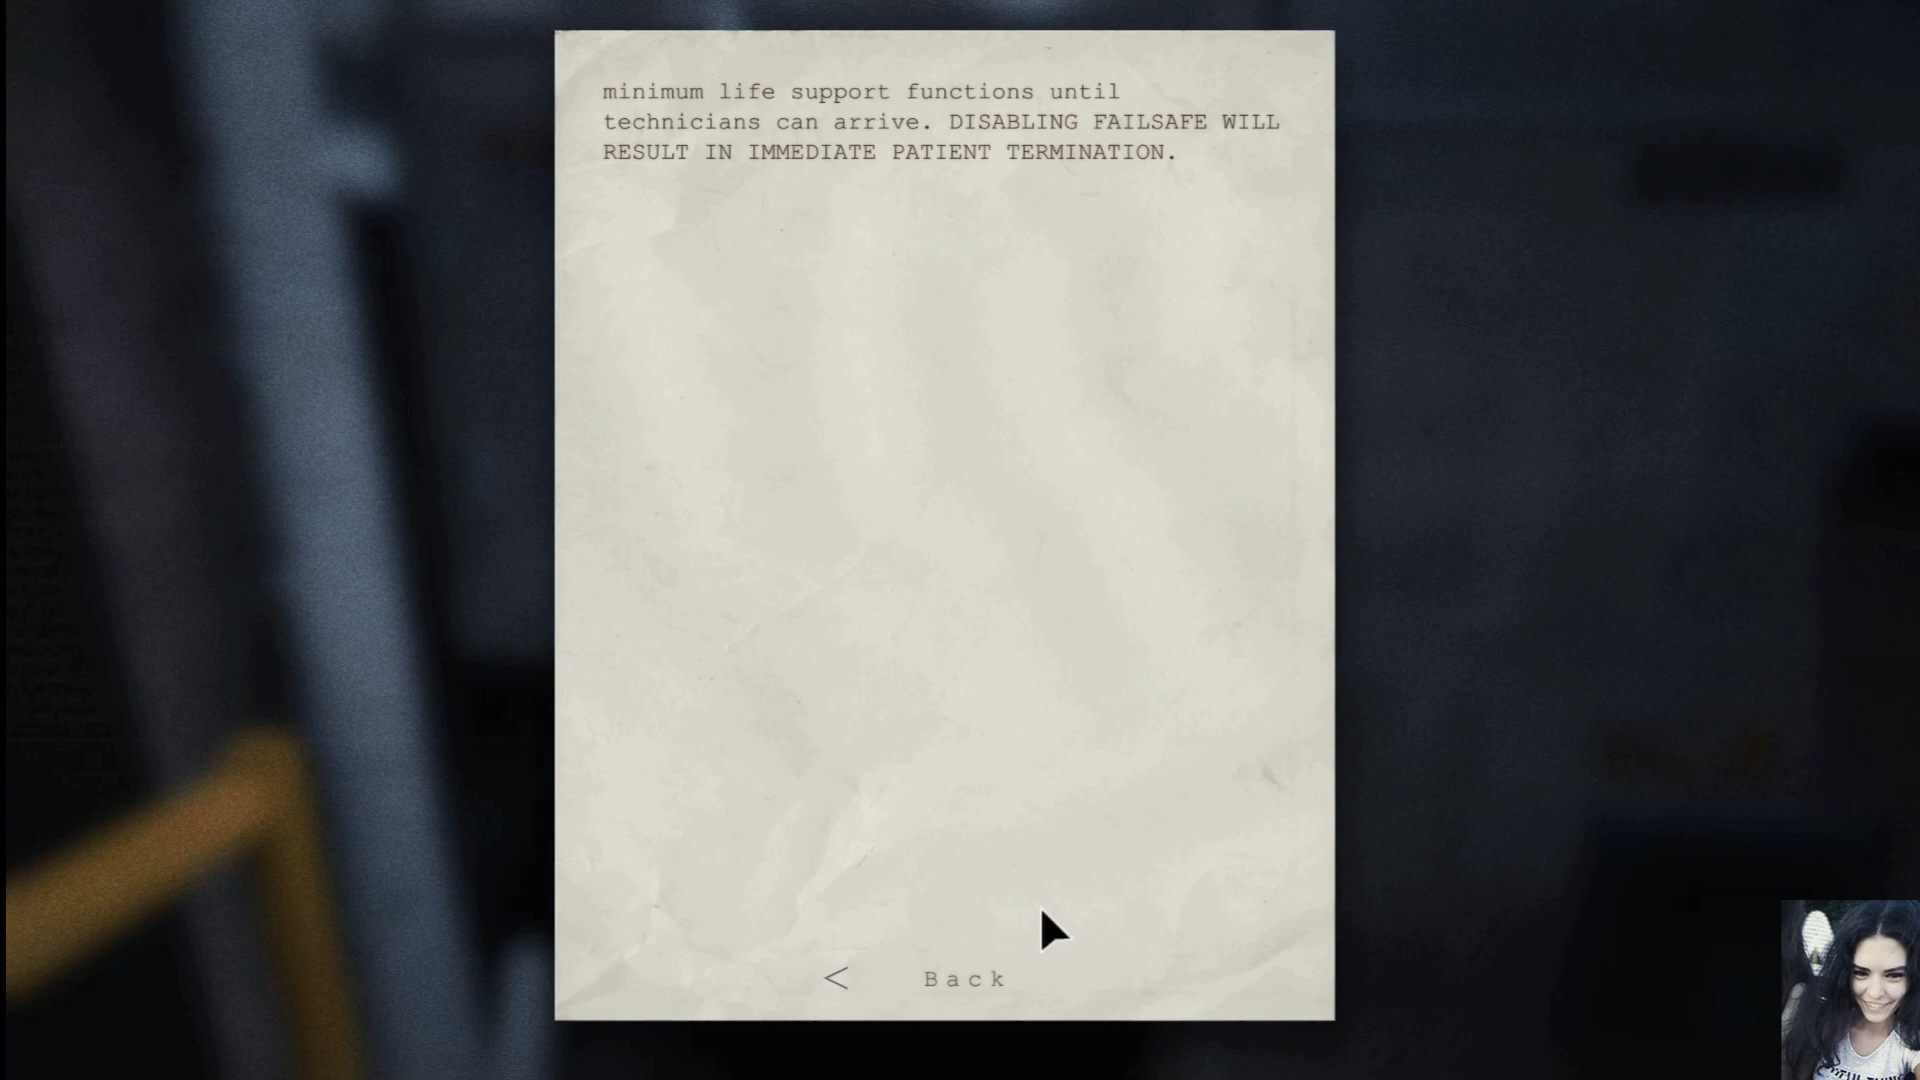 minimum life support functions until
technicians can arrive. DISABLING FAILSAFE WILL
RESULT IN IMMEDIATE PATIENT TERMINATION.
< Back